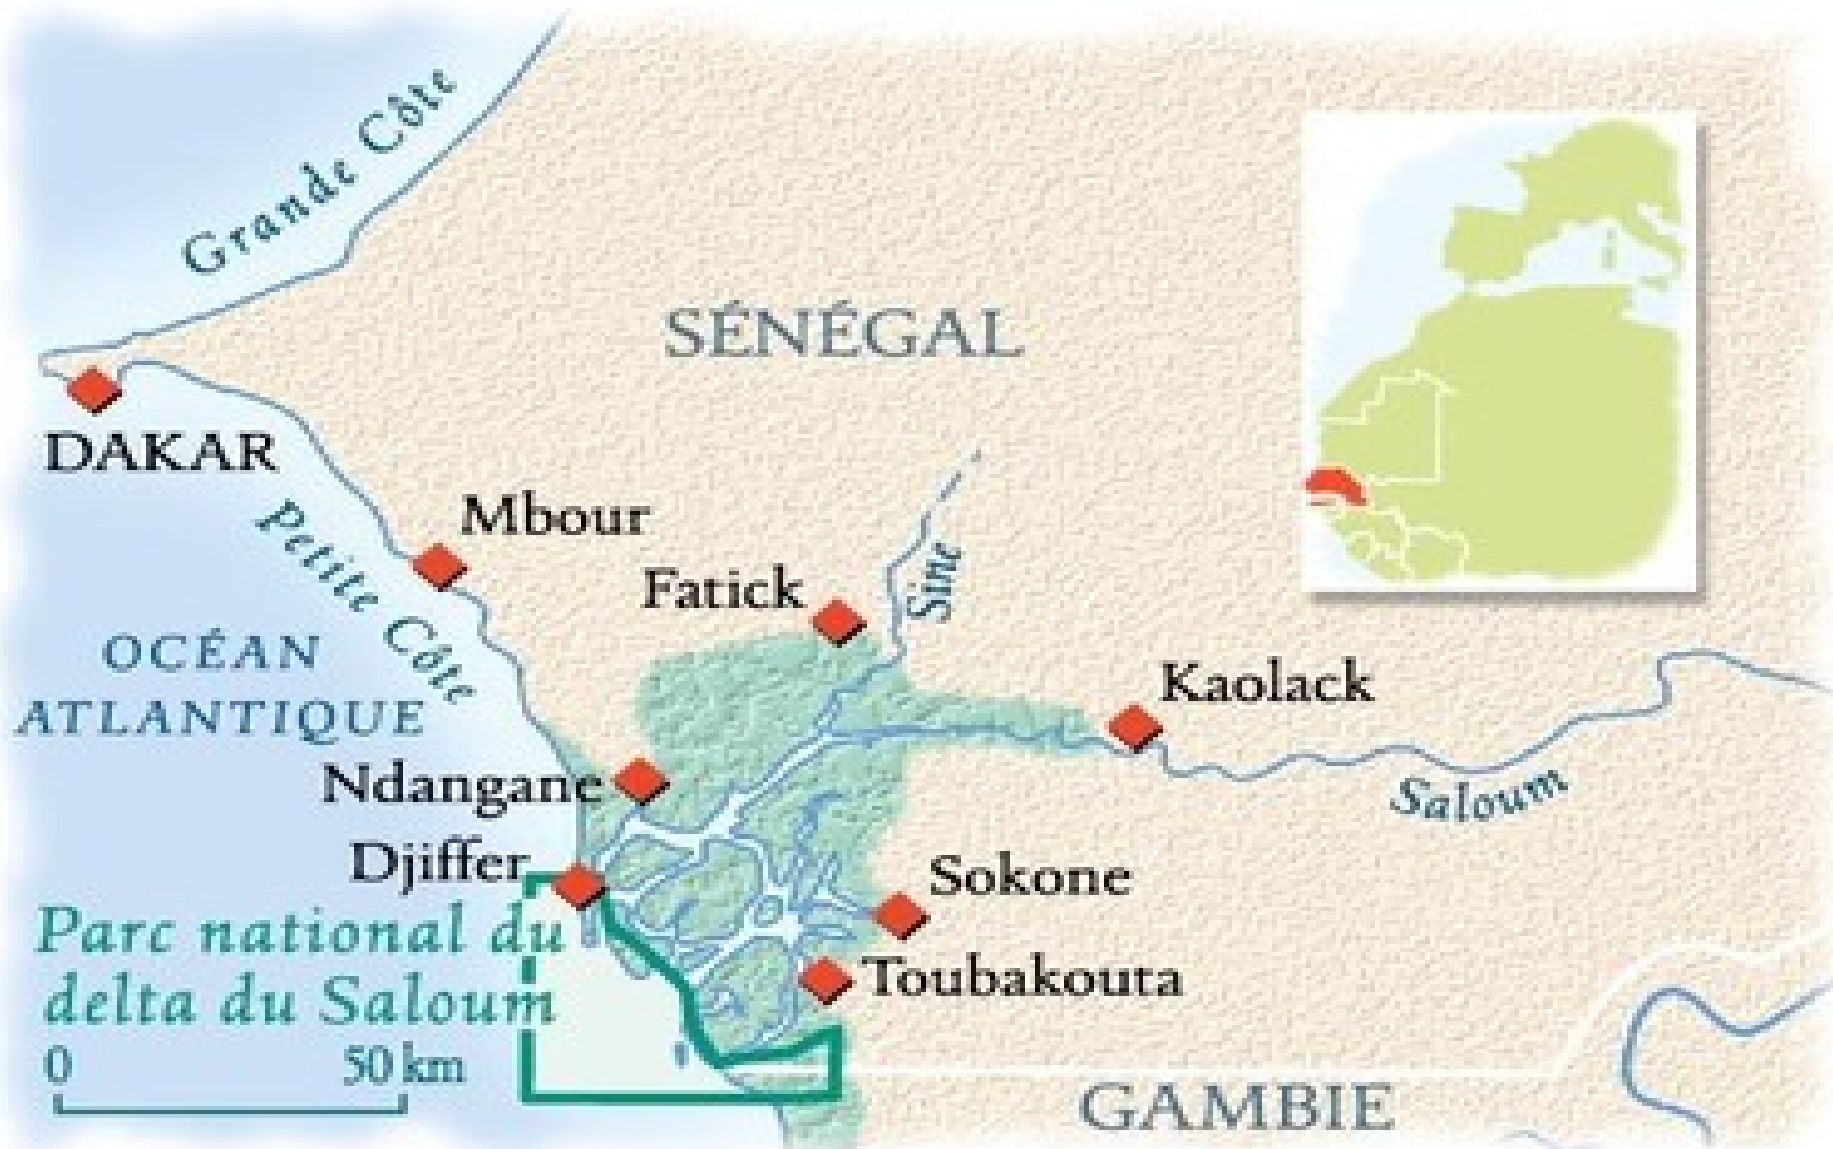 Grande Côte
SÉNÉGAL
DAKAR
Petite Côte
Mbour
Fatick
Sine
OCÉAN
ATLANTIQUE
Kaolack
Ndangane
Saloum
Djiffer
Sokone
Parc national du
delta du Saloum
Toubakouta
0 50 km
GAMBIE